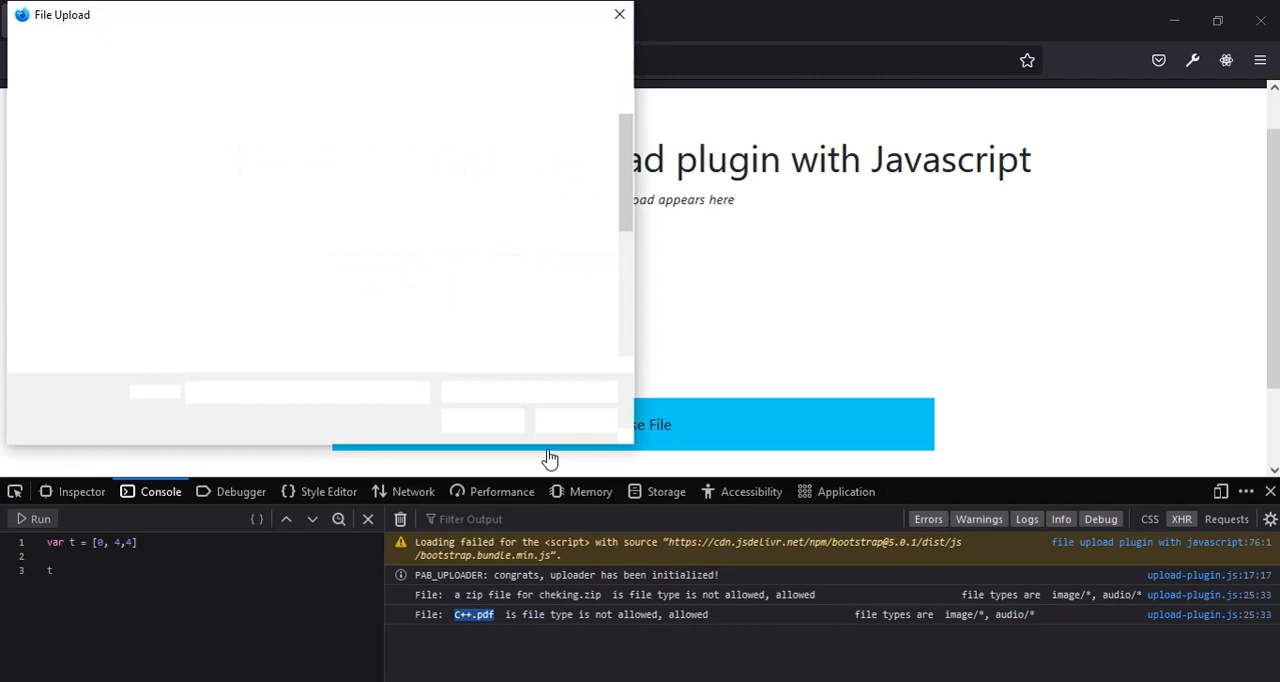 File Upload
ad plugin with Javascript
oad appears here
se File
Inspector Console Debugger Style Editor Network Performance Memory Storage Accessibility Application
Run
Filter Output
Errors Warnings Logs Info Debug CSS XHR Requests
1 var t = [0, 4,4]
2
3 t
Loading failed for the <script> with source “https://cdn.jsdelivr.net/npm/bootstrap@5.0.1/dist/js file upload plugin with javascript:76:1
/bootstrap.bundle.min.js”.
PAB_UPLOADER: congrats, uploader has been initialized! upload-plugin.js:17:17
File: a zip file for cheking.zip is file type is not allowed, allowed file types are image/*, audio/* upload-plugin.js:25:33
File: C++.pdf is file type is not allowed, allowed file types are image/*, audio/* upload-plugin.js:25:33